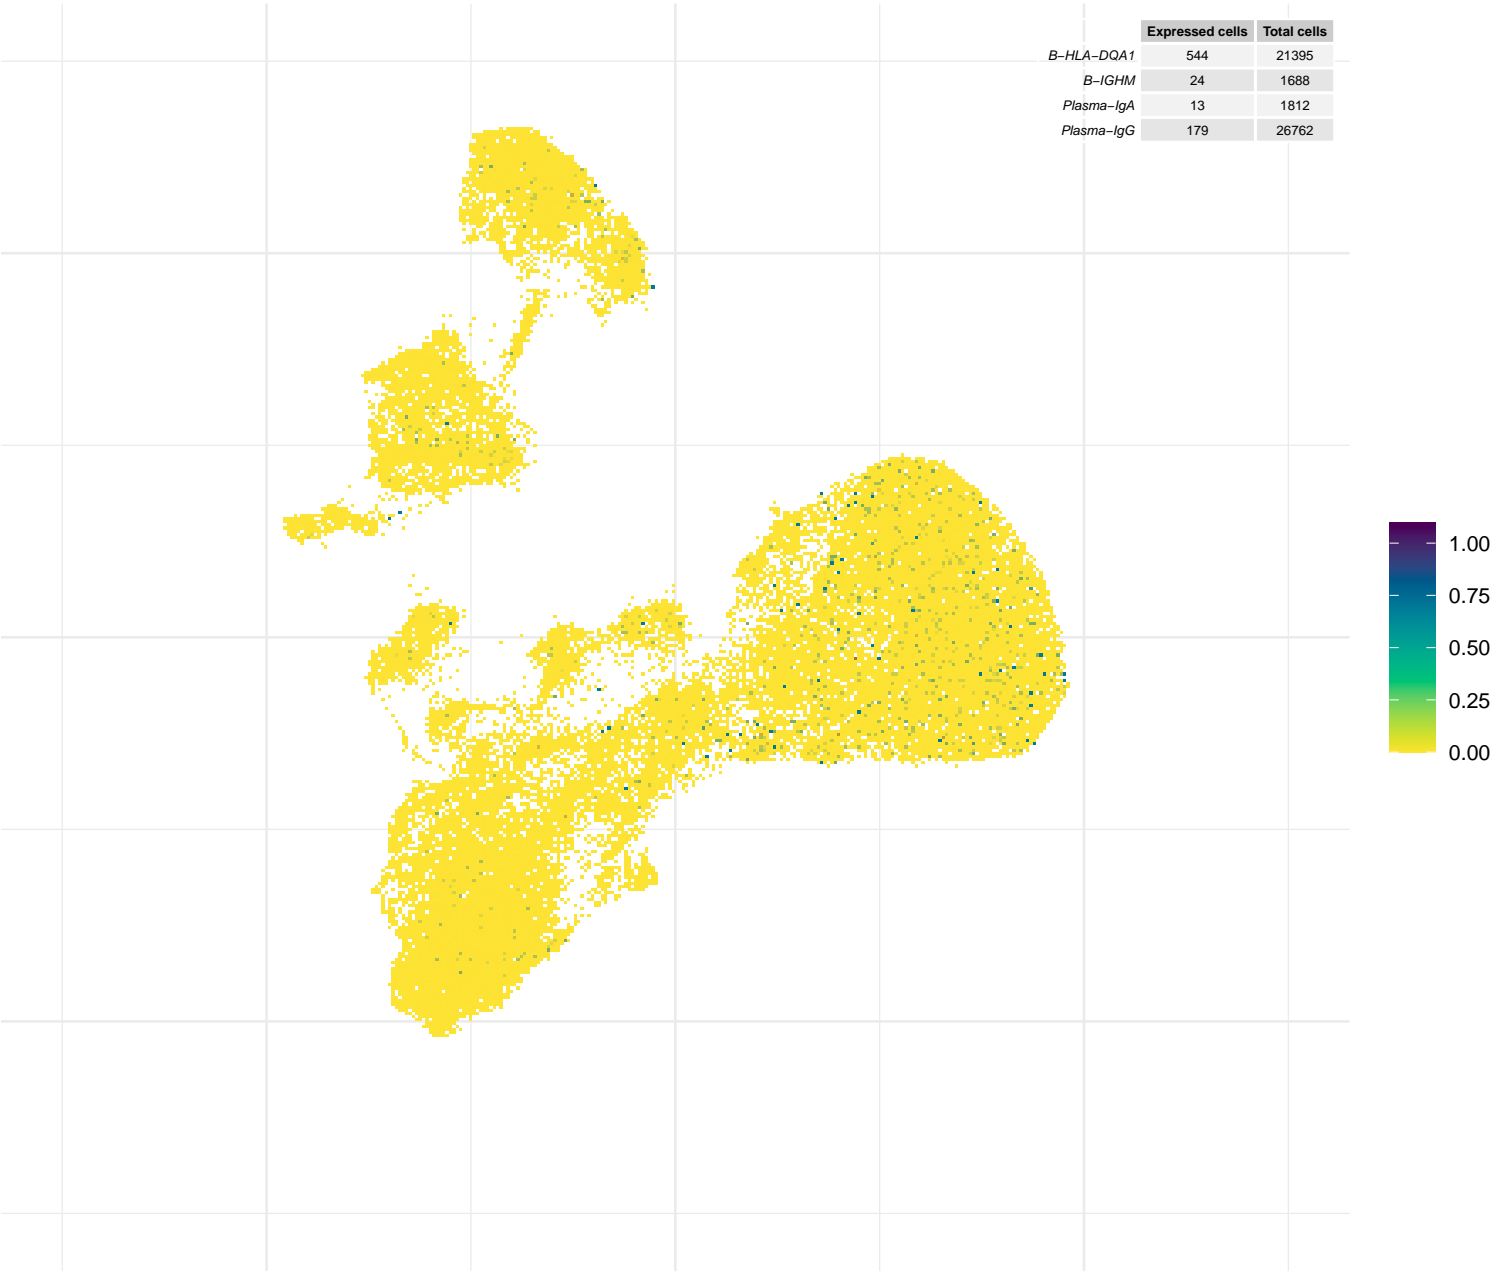 Expressed cells Total cells
B−HLA−DQA1 544 21395
B−IGHM 24 1688
Plasma−IgA 13 1812
Plasma−IgG 179 26762
1.00
0.75
0.50
0.25
0.00